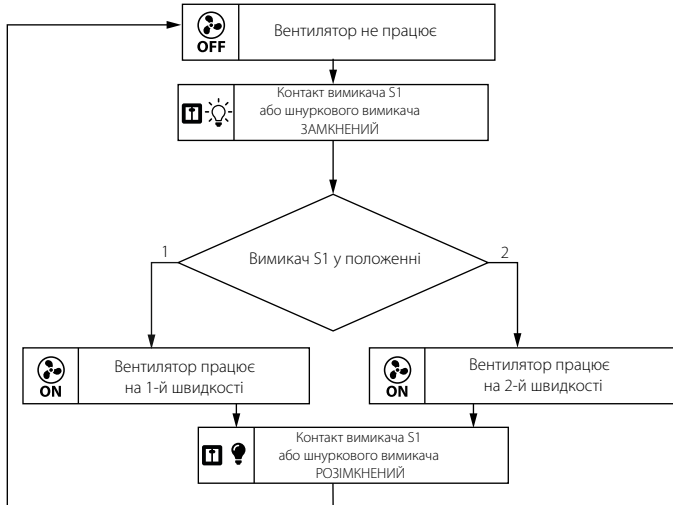 OFF
Вентилятор не працює
Контакт вимикача S1
або шнуркового вимикача
ЗАМКНЕНИЙ
1
Вимикач S1 у положенні
2
ON
Вентилятор працює
на 1-й швидкості
ON
Вентилятор працює
на 2-й швидкості
Контакт вимикача S1
або шнуркового вимикача
РОЗІМКНЕНИЙ